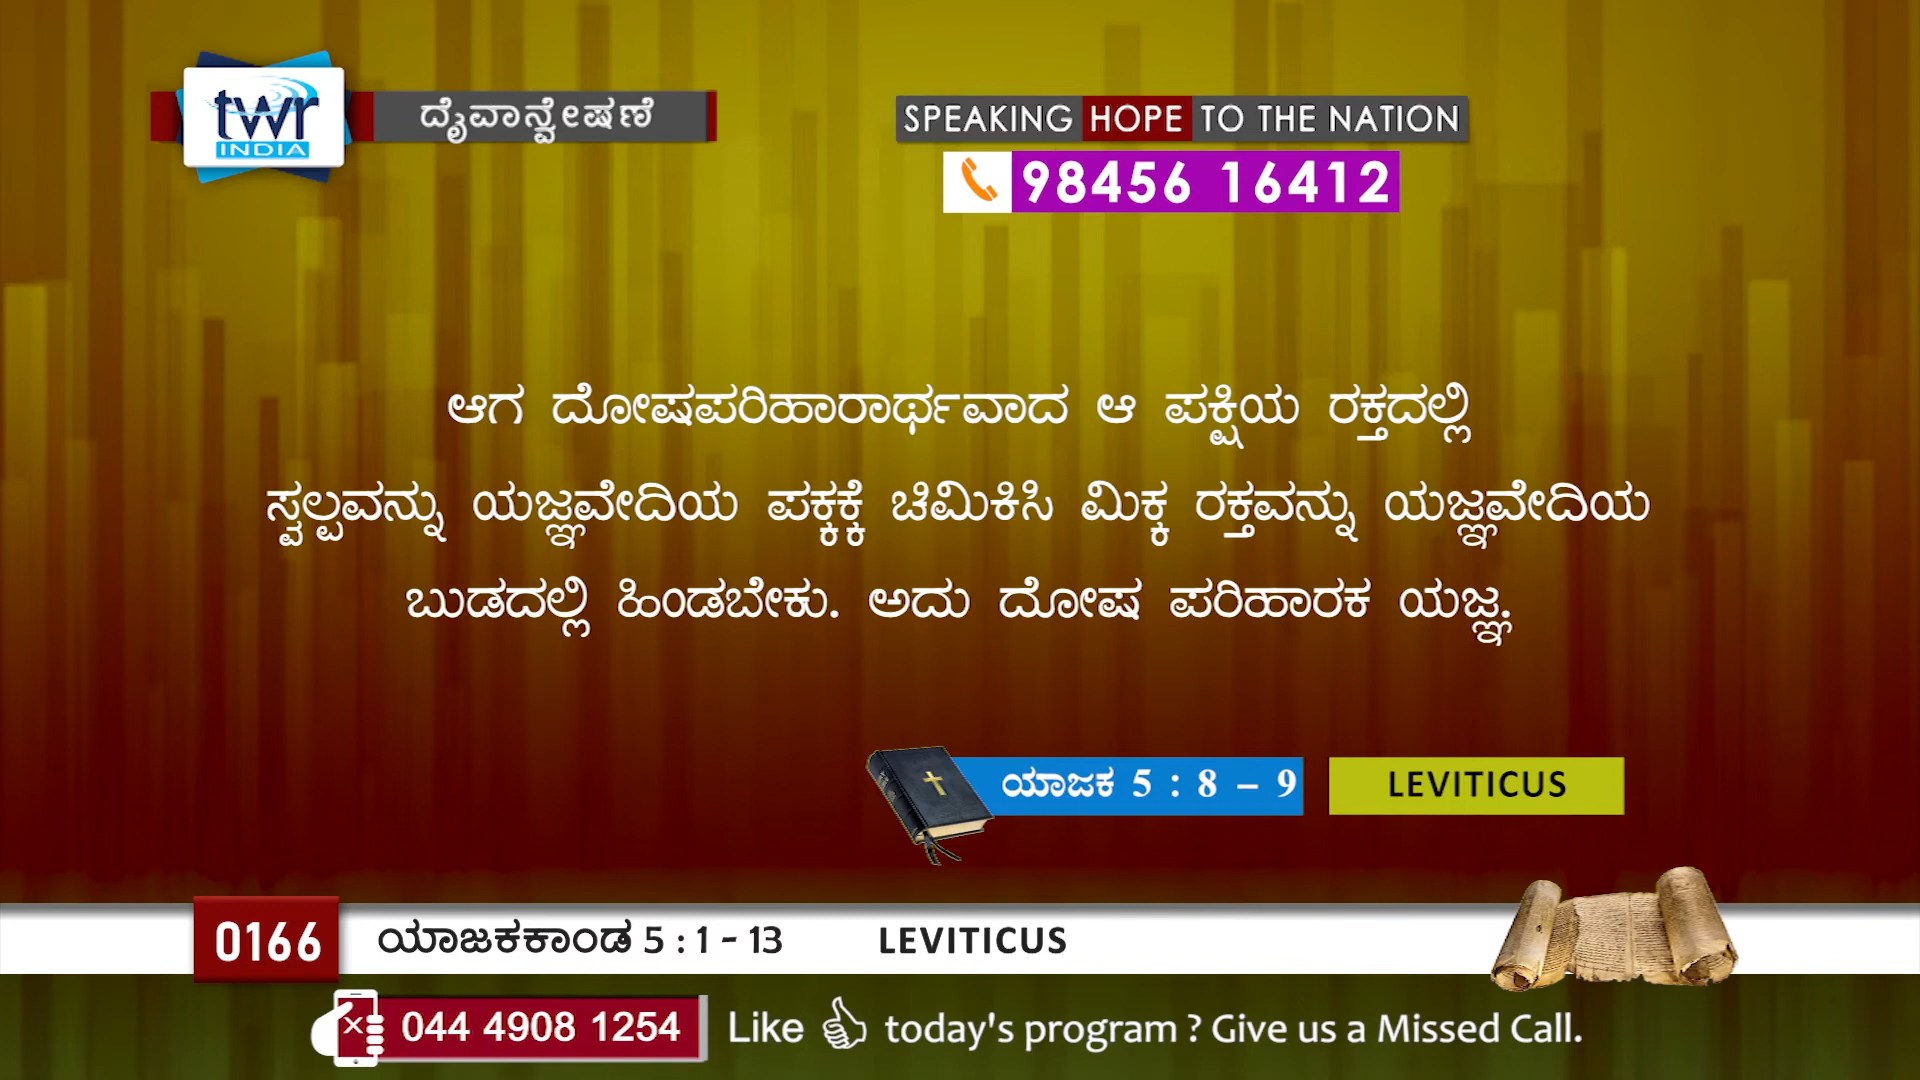 twr
INDIA
ದೈವಾನ್ವೇಷಣೆ
SPEAKING HOPE TO THE NATION
98456 16412
ಆಗ ದೋಷಪರಿಹಾರಾರ್ಥವಾದ ಆ ಪಕ್ಷಿಯ ರಕ್ತದಲ್ಲಿ
ಸ್ವಲ್ಪವನ್ನು ಯಜ್ಞವೇದಿಯ ಪಕ್ಕಕ್ಕೆ ಚಿಮಿಕಿಸಿ ಮಿಕ್ಕ ರಕ್ತವನ್ನು ಯಜ್ಞವೇದಿಯ
ಬುಡದಲ್ಲಿ ಹಿಂಡಬೇಕು. ಅದು ದೋಷ ಪರಿಹಾರಕ ಯಜ್ಞ.
ಯಾಜಕ 5 : 8 – 9
LEVITICUS
0166
ಯಾಜಕಕಾಂಡ 5 : 1 - 13
LEVITICUS
044 4908 1254
Like today's program ? Give us a Missed Call.